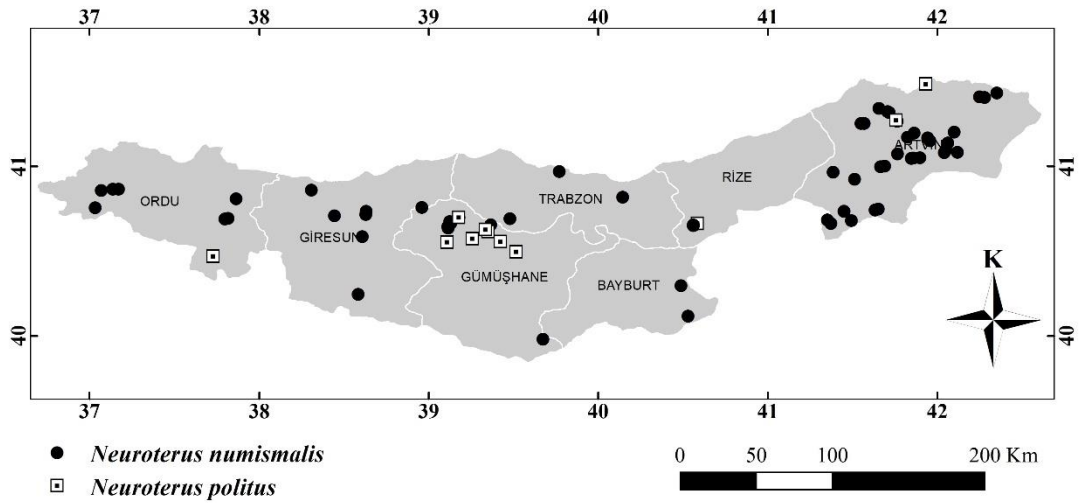 37 38 39 40 41 42
41 41
40 40
ORDU
GİRESUN
TRABZON
RİZE
GÜMÜŞHANE
BAYBURT
ARTVİN
K
37 38 39 40 41 42
Neuroterus numismalis
Neuroterus politus
0 50 100 200 Km